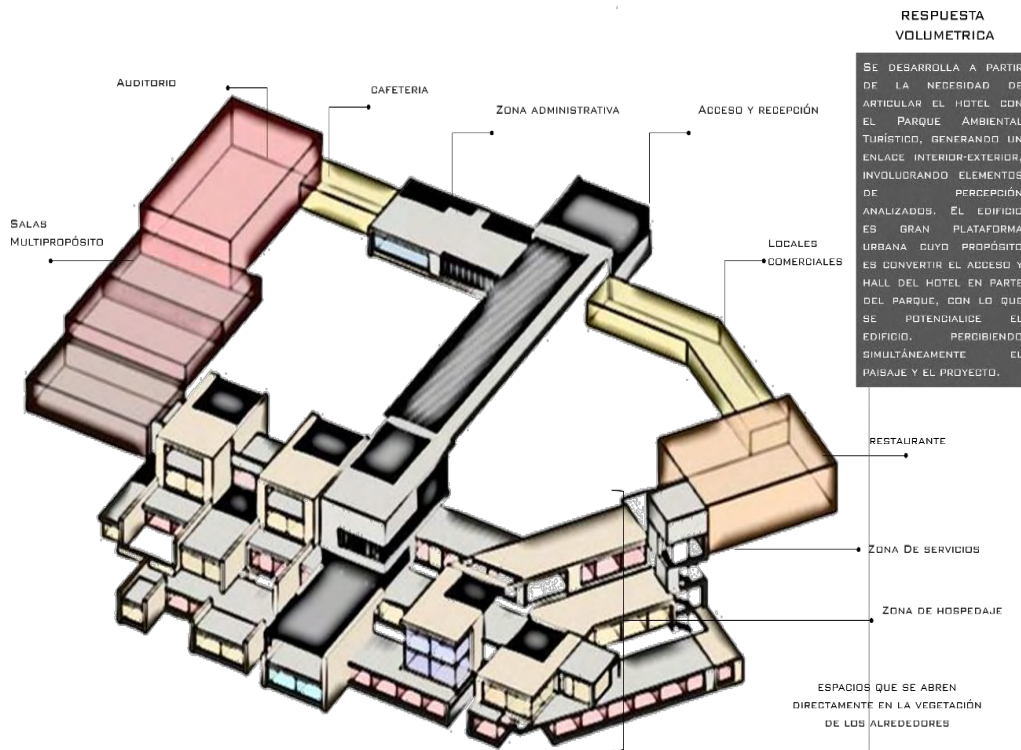 RESPUESTA
VOLUMETRICA
SE DESARROLLA A PARTIR
DE LA NECESIDAD DE
ARTICULAR EL HOTEL CON
EL PARQUE AMBIENTAL
TURÍSTICO, GENERANDO UN
ENLACE INTERIOR-EXTERIOR,
INVOLUCRANDO ELEMENTOS
DE PERCEPCIÓN
ANALIZADOS. EL EDIFICIO
ES GRAN PLATAFORMA
URBANA CUYO PROPÓSITO
ES CONVERTIR EL ACCESO Y
HALL DEL HOTEL EN PARTE
DEL PARQUE, CON LO QUE
SE POTENCIALICE EL
EDIFICIO. PERCIBIENDO
SIMULTÁNEAMENTE EL
PAISAJE Y EL PROYECTO.
AUDITORIO
CAFETERIA
ZONA ADMINISTRATIVA
ACCESO Y RECEPCIÓN
SALAS
MULTIPROPÓSITO
LOCALES
COMERCIALES
RESTAURANTE
ZONA DE SERVICIOS
ZONA DE HOSPEDAJE
ESPACIOS QUE SE ABREN
DIRECTAMENTE EN LA VEGETACIÓN
DE LOS ALREDEDORES